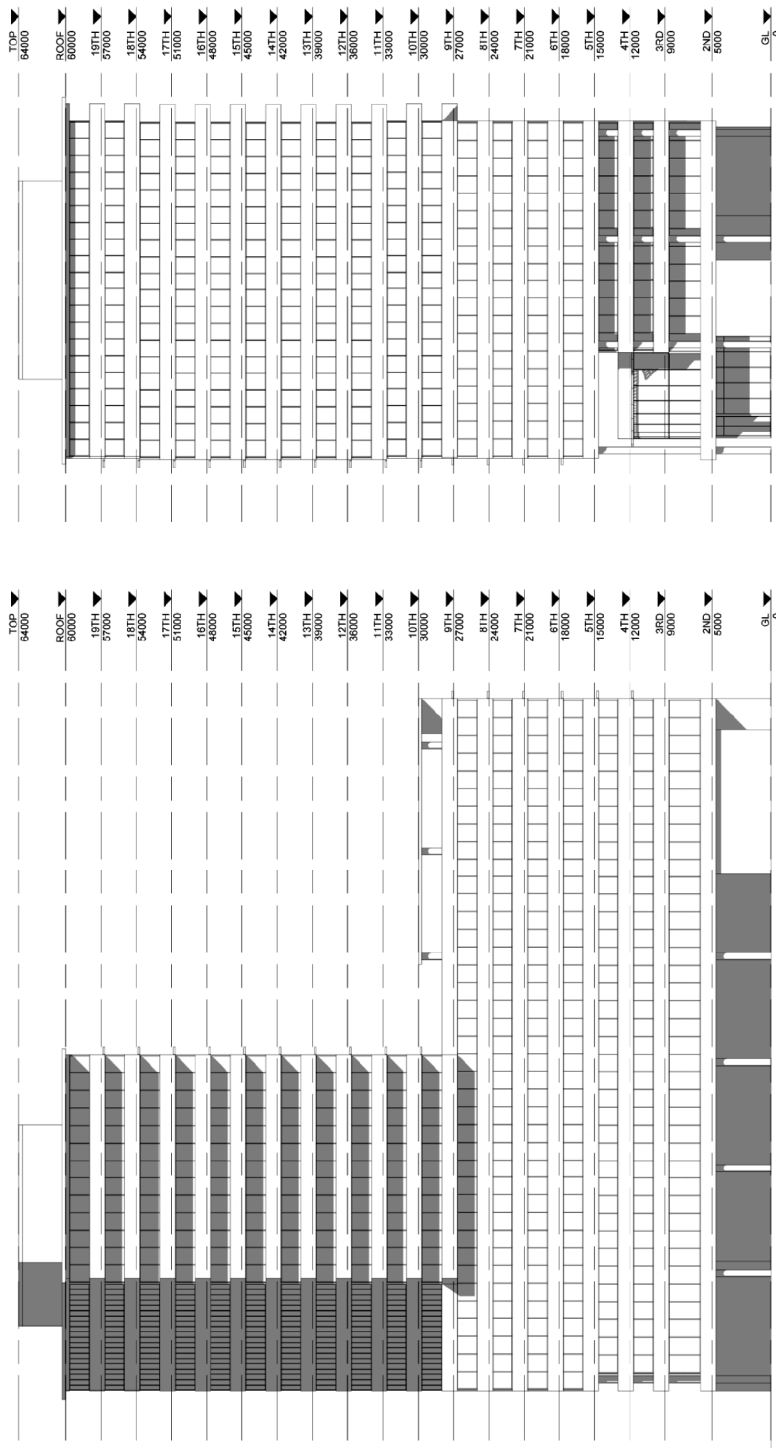 TOP
64000
ROOF
60000
19TH
57000
18TH
54000
17TH
51000
16TH
48000
15TH
45000
14TH
42000
13TH
39000
12TH
36000
11TH
33000
10TH
30000
9TH
27000
8TH
24000
7TH
21000
6TH
18000
5TH
15000
4TH
12000
3RD
9000
2ND
5000
GL
0
TOP
64000
ROOF
60000
19TH
57000
18TH
54000
17TH
51000
16TH
48000
15TH
45000
14TH
42000
13TH
39000
12TH
36000
11TH
33000
10TH
30000
9TH
27000
8TH
24000
7TH
21000
6TH
18000
5TH
15000
4TH
12000
3RD
9000
2ND
5000
GL
0